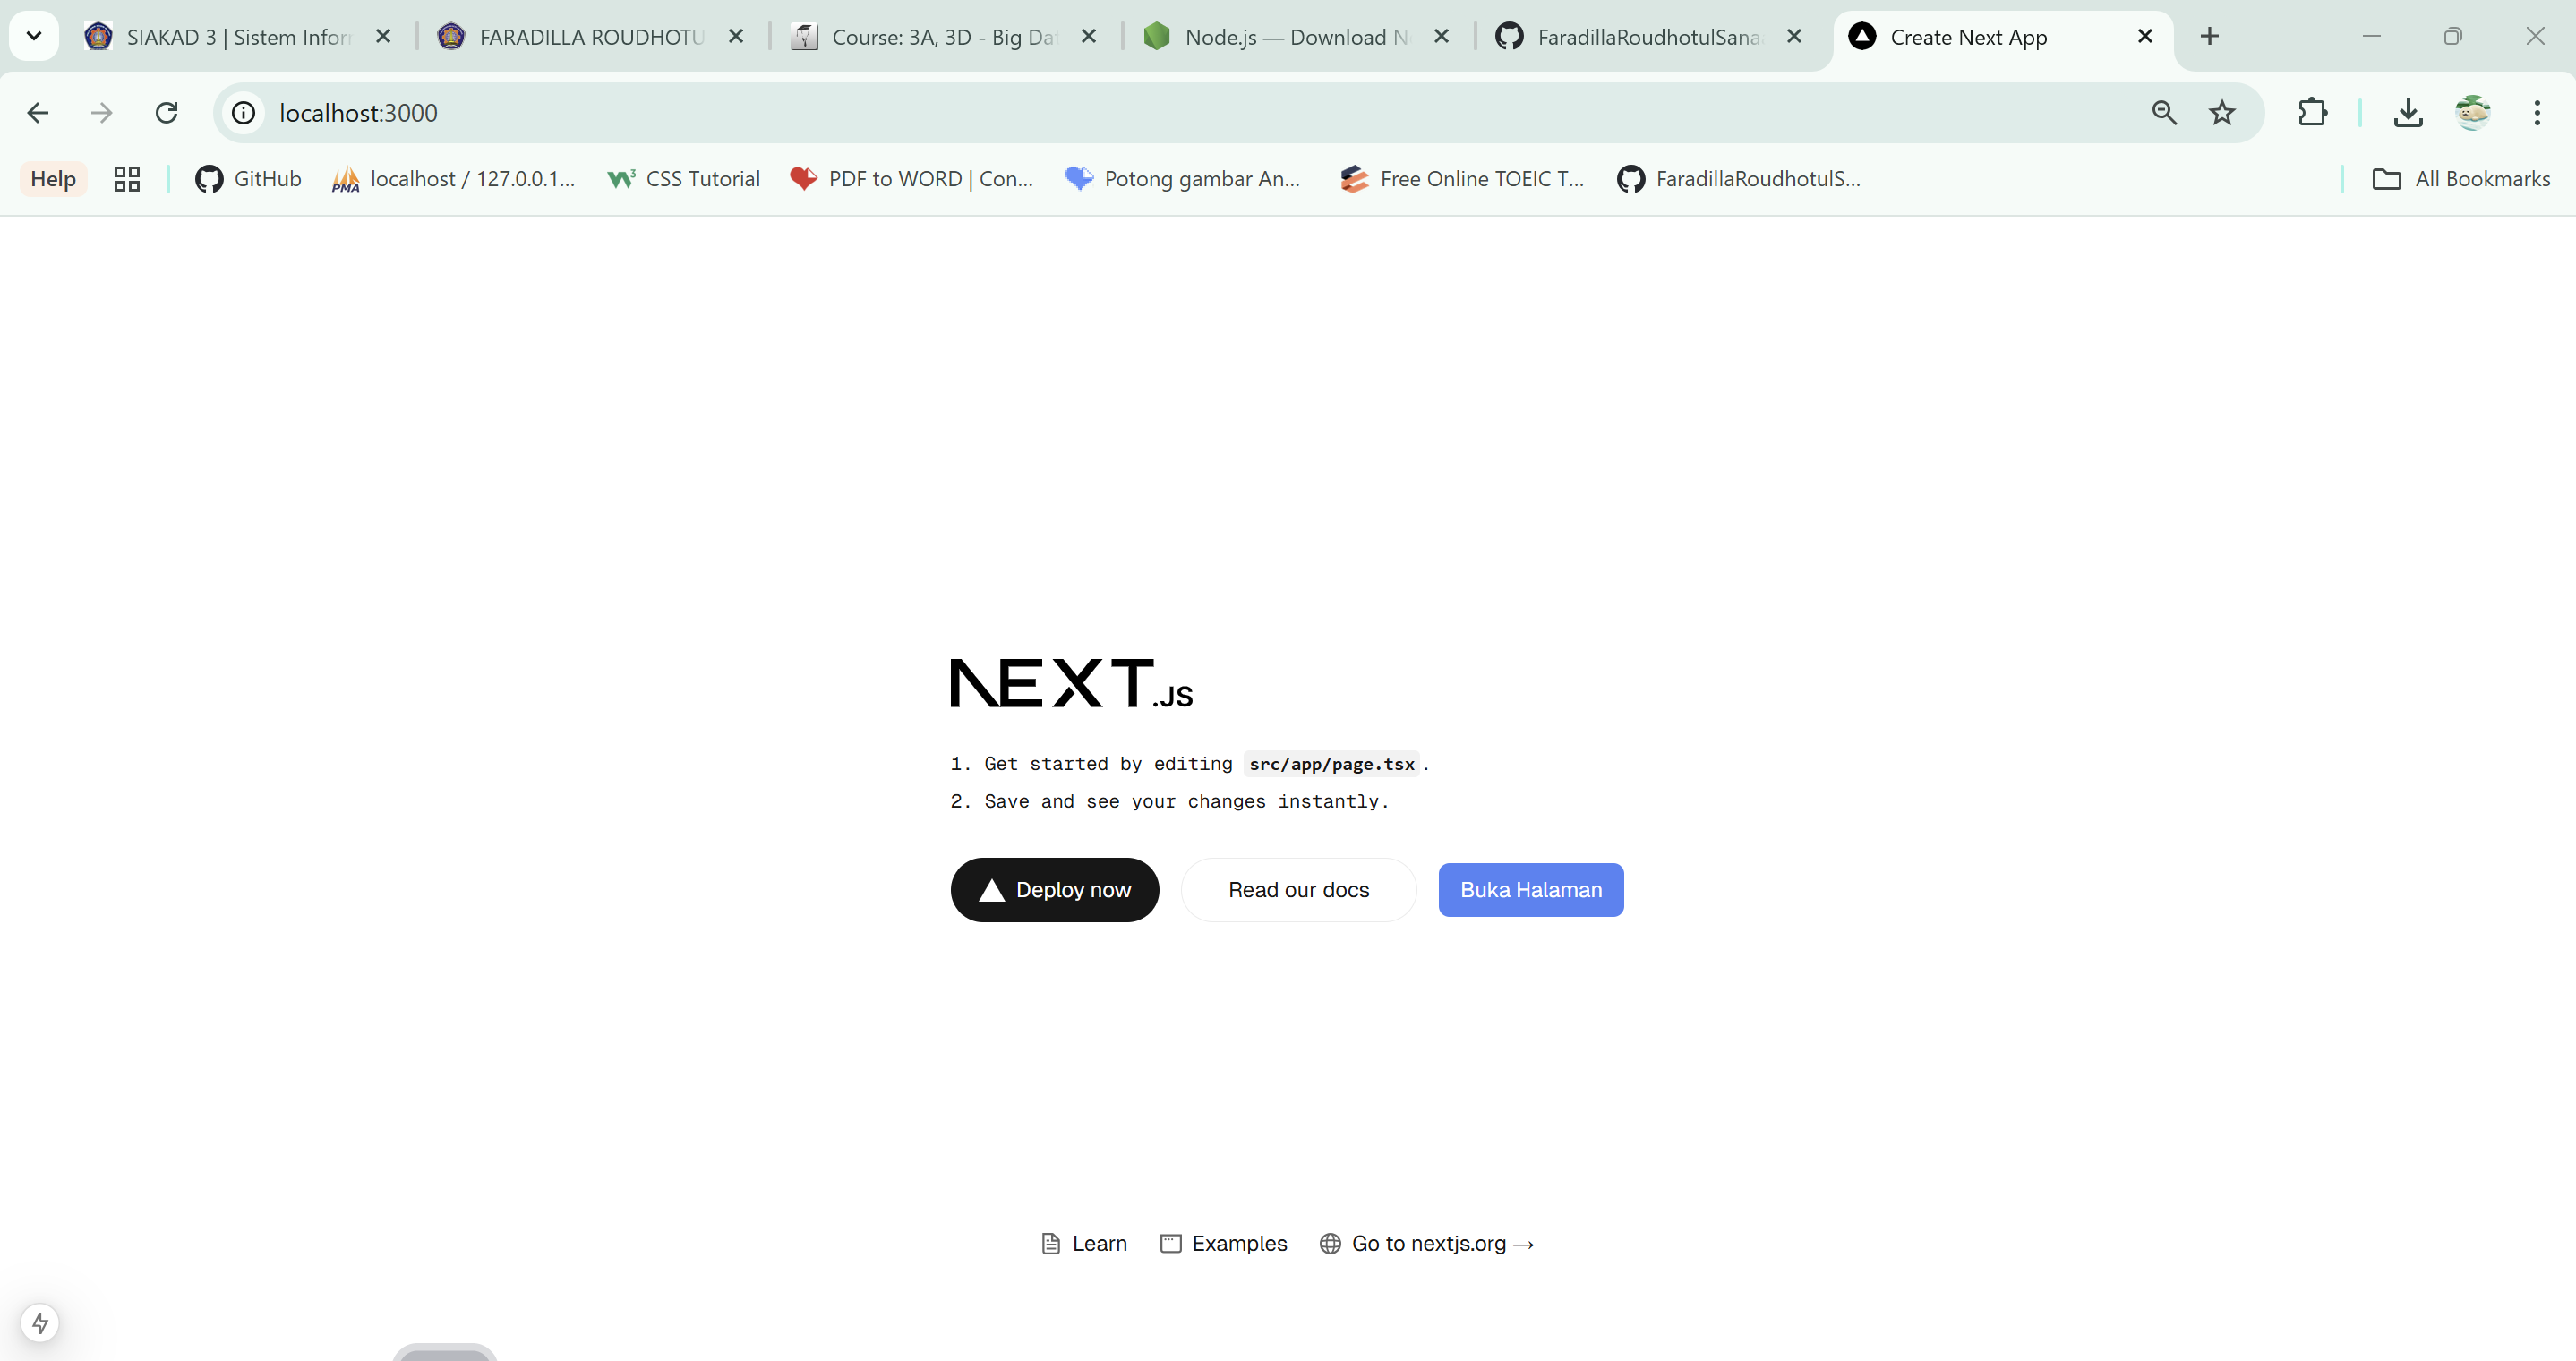 SIAKAD 3 | Sistem Infor
FARADILLA ROUDHOTU
Course: 3A, 3D - Big Da
Node.js — Download N
FaradillaRoudhotulSana
Create Next App
localhost:3000
Help
GitHub
PMA
localhost / 127.0.0.1...
CSS Tutorial
PDF to WORD | Con...
Potong gambar An...
Free Online TOEIC T...
FaradillaRoudhotulS...
All Bookmarks
NEXT.JS
1. Get started by editing src/app/page.tsx.
2. Save and see your changes instantly.
Deploy now
Read our docs
Buka Halaman
Learn
Examples
Go to nextjs.org →